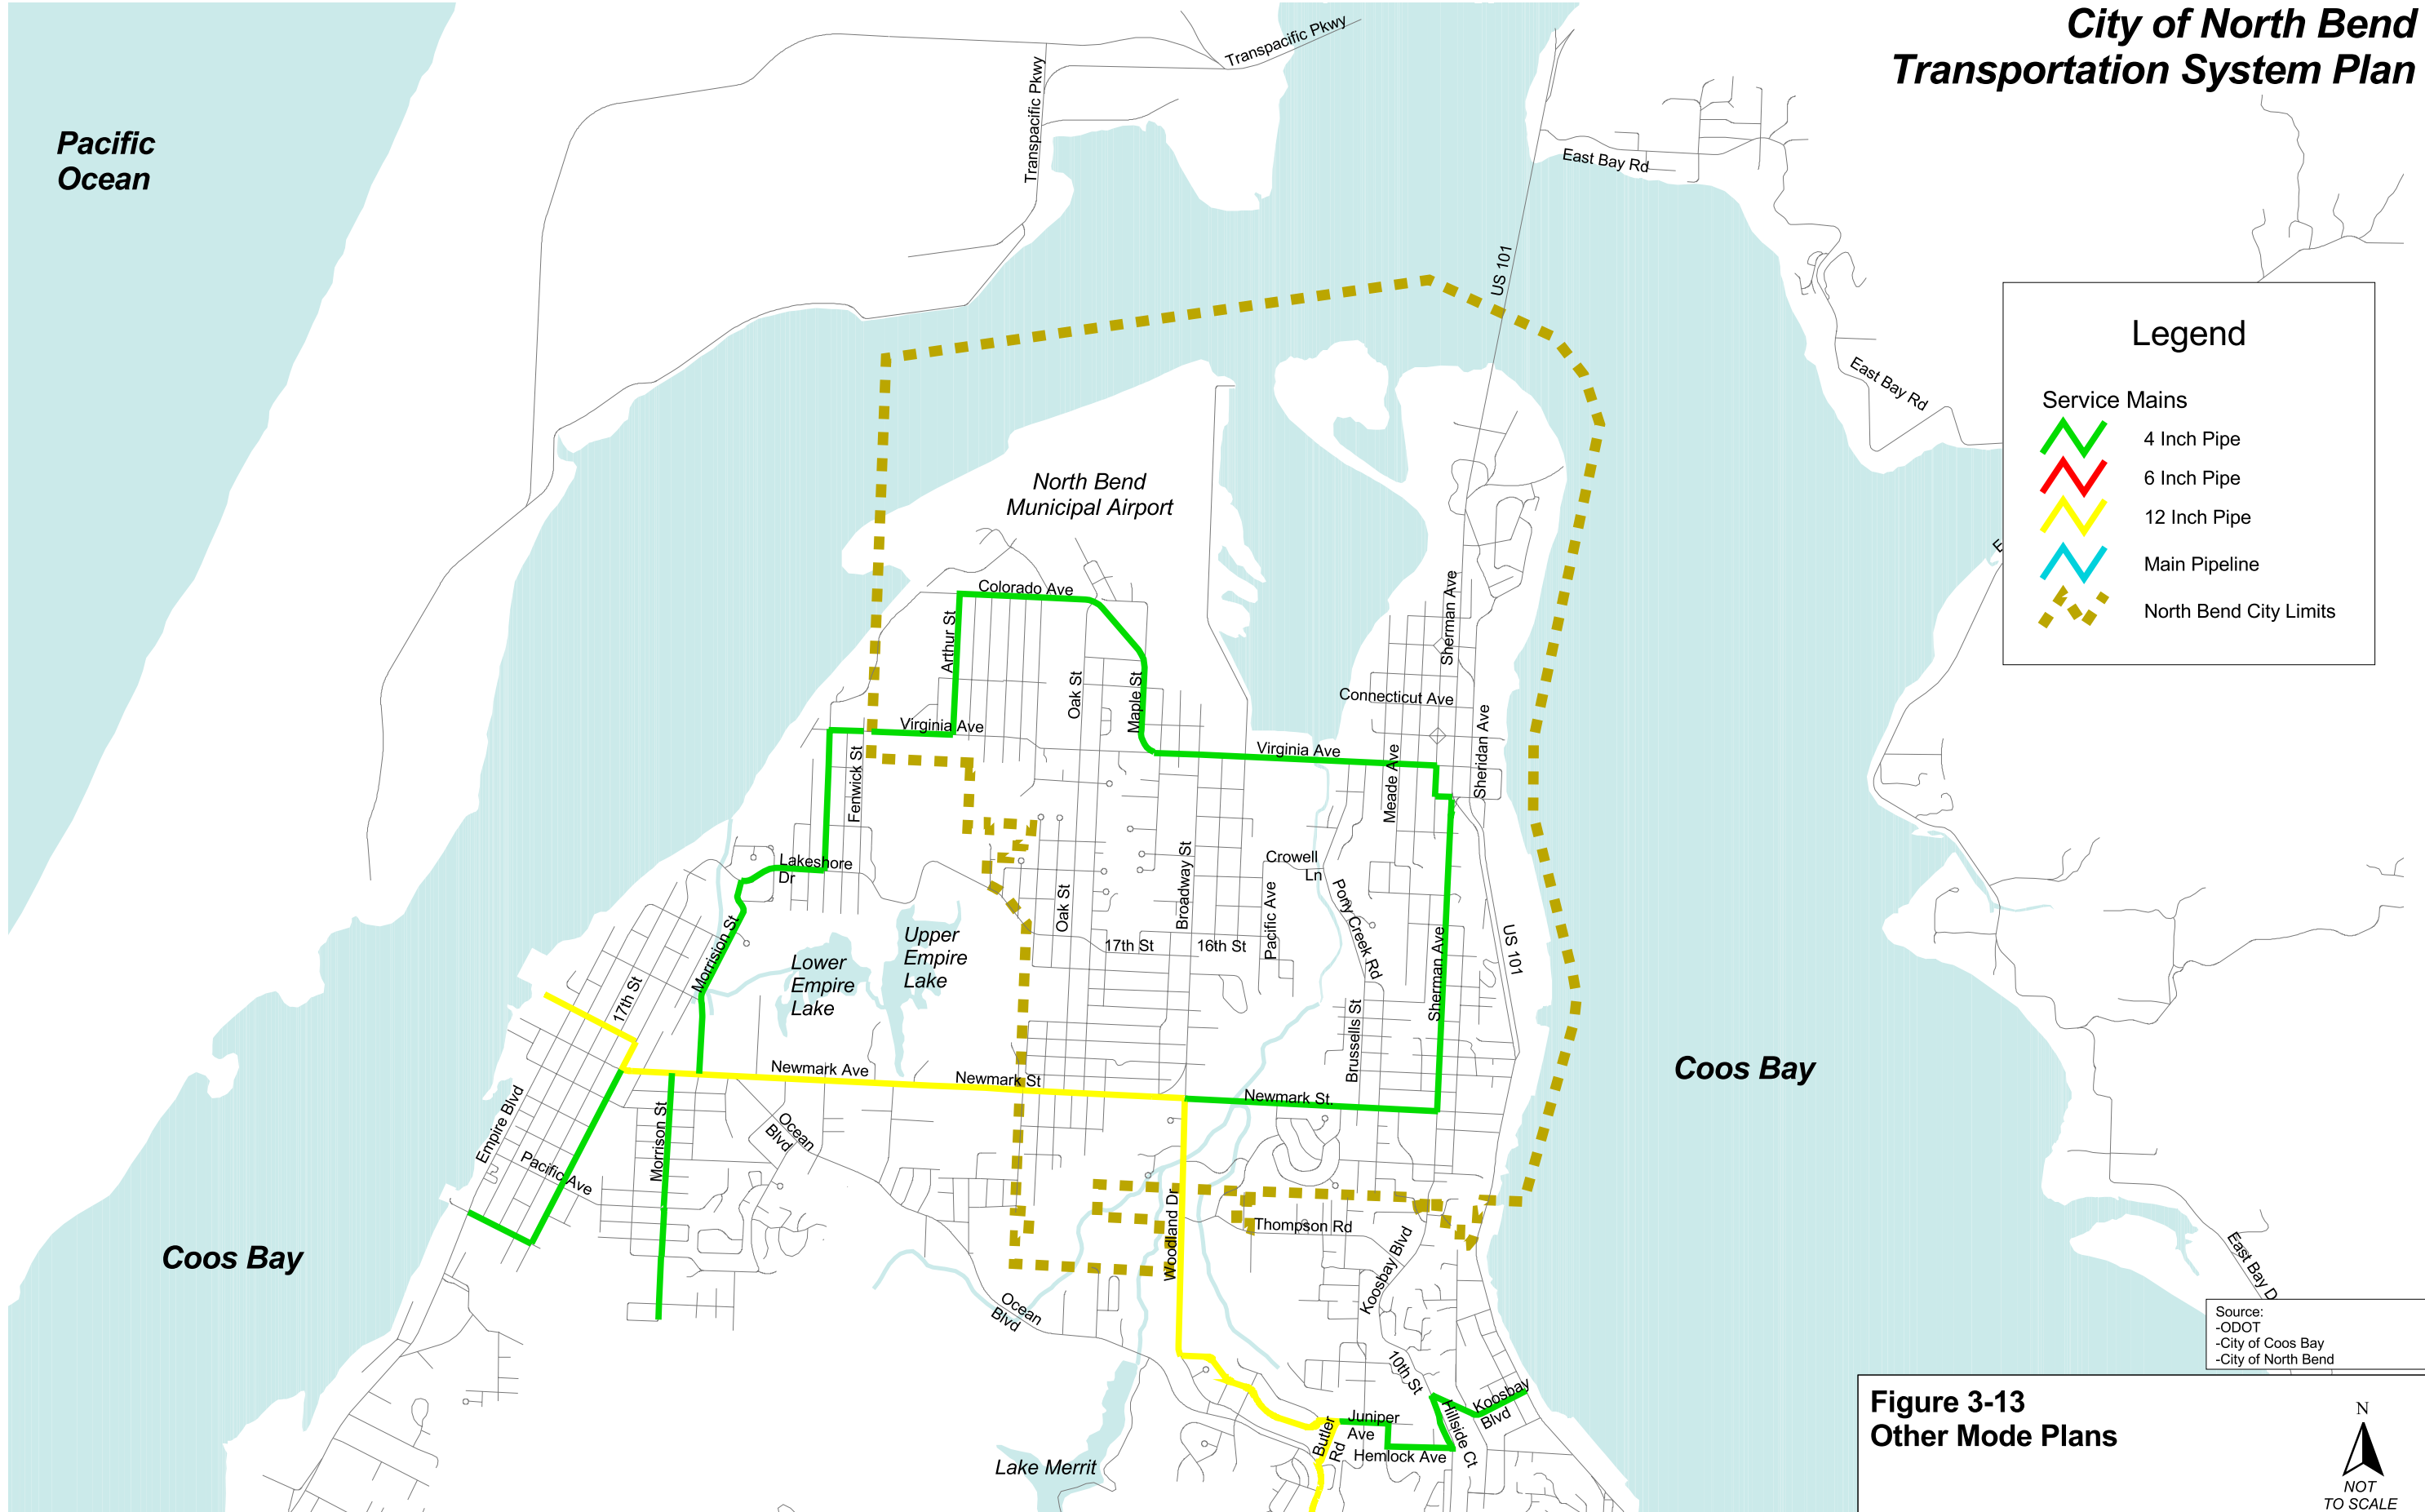 City of North Bend
Transportation System Plan
Pacific
Ocean
Transpacific Pkwy
Transpacific Pkwy
East Bay Rd
US 101
East Bay Rd
Legend
Service Mains
4 Inch Pipe
6 Inch Pipe
12 Inch Pipe
Main Pipeline
North Bend City Limits
North Bend
Municipal Airport
Colorado Ave
Arthur St
Oak St
Maple St
Virginia Ave
Virginia Ave
Fenwick St
Sherman Ave
Connecticut Ave
Sheridan Ave
Meade Ave
Lakeshore
Dr
Crowell
Ln
Oak St
Broadway St
Pacific Ave
Pony Creek Rd
Morrision St
Upper
Empire
Lake
Lower
Empire
Lake
17th St
16th St
17th St
Sherman Ave
US 101
Brussells St
Newmark Ave
Newmark St
Newmark St.
Coos Bay
Empire Blvd
Pacific Ave
Morrison St
Ocean
Blvd
Woodland Dr
Thompson Rd
Koosbay Blvd
Coos Bay
Ocean
Blvd
East Bay D
Source:
-ODOT
-City of Coos Bay
-City of North Bend
10th St
Koosbay
Blvd
Hillside Ct
Juniper
Ave
Butler
Rd
Hemlock Ave
Lake Merrit
Figure 3-13
Other Mode Plans
N
NOT
TO SCALE